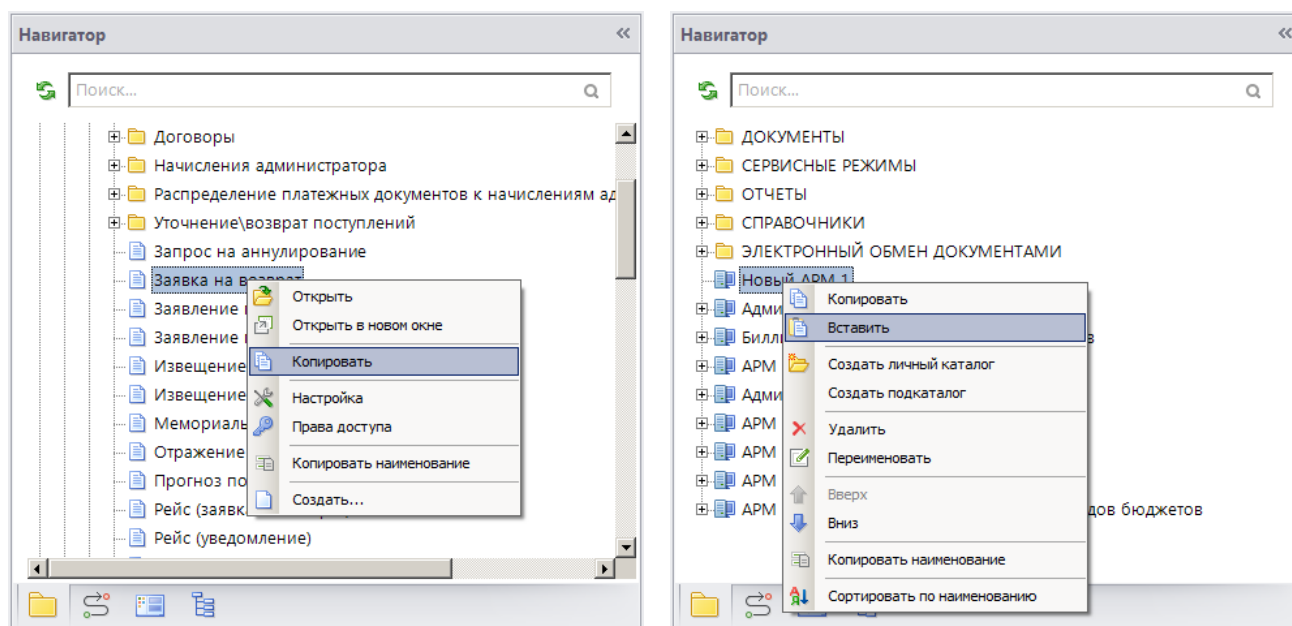 Навигатор
Поиск...
Договоры
Начисления администратора
Распределение платежных документов к начислениям ад
Уточнение\возврат поступлений
Запрос на аннулирование
Заявка на возврат
Заявление
Заявление
Извещение
Извещение
Мемориаль
Отражение
Прогноз по
Рейс (заявк
Рейс (уведомление)
Открыть
Открыть в новом окне
Копировать
Настройка
Права доступа
Копировать наименование
Создать...
Навигатор
Поиск...
ДОКУМЕНТЫ
СЕРВИСНЫЕ РЕЖИМЫ
ОТЧЕТЫ
СПРАВОЧНИКИ
ЭЛЕКТРОННЫЙ ОБМЕН ДОКУМЕНТАМИ
Новый АРМ 1
Адми
Билли
АРМ
Адми
АРМ
АРМ
АРМ
АРМ дов бюджетов
Копировать
Вставить
Создать личный каталог
Создать подкаталог
Удалить
Переименовать
Вверх
Вниз
Копировать наименование
Сортировать по наименованию